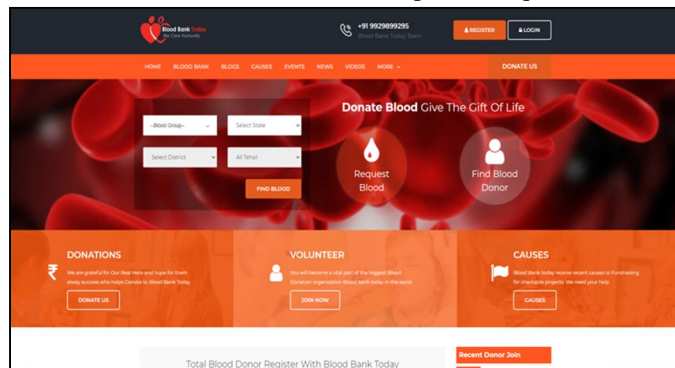 Blood Bank Today
We Care Humanity
+91 9929899295
Blood Bank Today Team
REGISTER
LOGIN
HOME BLOOD BANK BLOGS CAUSES EVENTS NEWS VIDEOS MORE
DONATE US
Donate Blood Give The Gift Of Life
--Blood Group--
Select State
Select District
All Tehsil
FIND BLOOD
Request
Blood
Find Blood
Donor
DONATIONS
We are grateful for Our Real Hero and hope for them
alway success who helps Donate to Blood Bank Today
DONATE US
VOLUNTEER
You will become a vital part of the biggest Blood
Donation organization Blood bank today in the world
JOIN NOW
CAUSES
Blood Bank today receive recent causes to Fundraising
for charitable projects. We need your help
CAUSES
Total Blood Donor Register With Blood Bank Today
Recent Donor Join